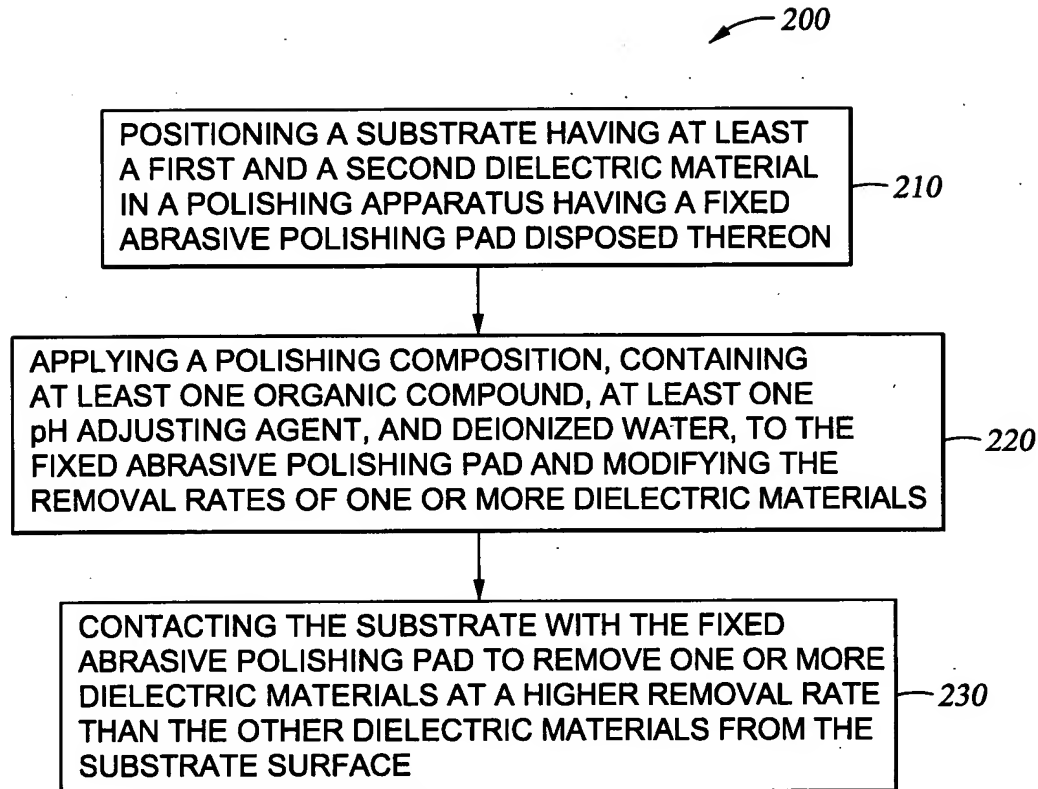 200
POSITIONING A SUBSTRATE HAVING AT LEAST
A FIRST AND A SECOND DIELECTRIC MATERIAL
IN A POLISHING APPARATUS HAVING A FIXED
ABRASIVE POLISHING PAD DISPOSED THEREON
210
APPLYING A POLISHING COMPOSITION, CONTAINING
AT LEAST ONE ORGANIC COMPOUND, AT LEAST ONE
pH ADJUSTING AGENT, AND DEIONIZED WATER, TO THE
FIXED ABRASIVE POLISHING PAD AND MODIFYING THE
REMOVAL RATES OF ONE OR MORE DIELECTRIC MATERIALS
220
CONTACTING THE SUBSTRATE WITH THE FIXED
ABRASIVE POLISHING PAD TO REMOVE ONE OR MORE
DIELECTRIC MATERIALS AT A HIGHER REMOVAL RATE
THAN THE OTHER DIELECTRIC MATERIALS FROM THE
SUBSTRATE SURFACE
230